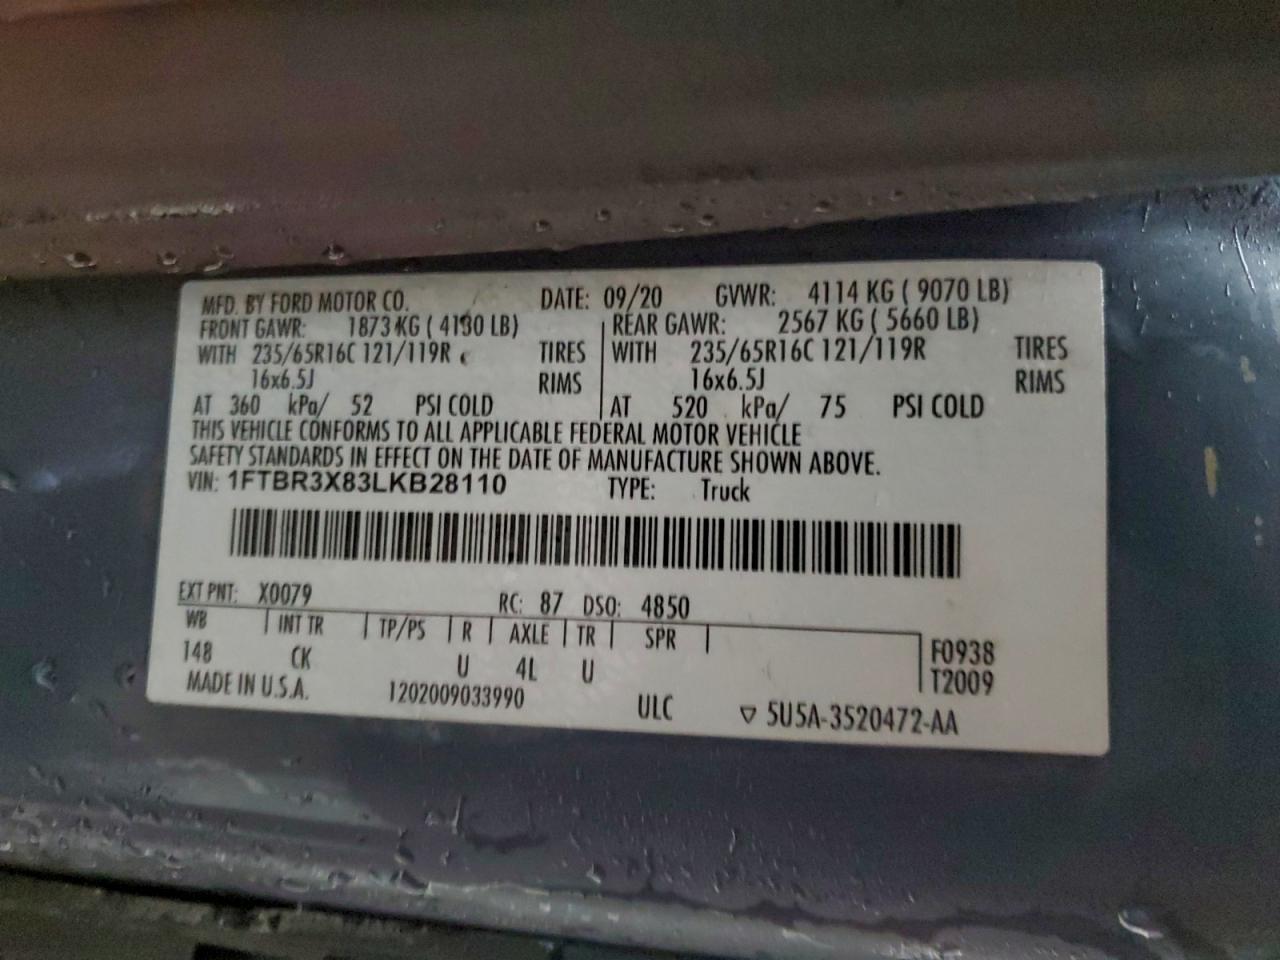 MFD. BY FORD MOTOR CO. DATE: 09/20 GVWR: 4114 KG ( 9070 LB)
FRONT GAWR: 1873 KG ( 4130 LB) REAR GAWR: 2567 KG ( 5660 LB)
WITH 235/65R16C 121/119R TIRES WITH 235/65R16C 121/119R TIRES
16x6.5J RIMS 16x6.5J RIMS
AT 360 kPa/ 52 PSI COLD AT 520 kPa/ 75 PSI COLD
THIS VEHICLE CONFORMS TO ALL APPLICABLE FEDERAL MOTOR VEHICLE
SAFETY STANDARDS IN EFFECT ON THE DATE OF MANUFACTURE SHOWN ABOVE.
VIN: 1FTBR3X83LKB28110 TYPE: Truck
EXT PNT: X0079 RC: 87 DSO: 4850
WB INT TR TP/PS R AXLE TR SPR F0938
148 CK U 4L U T2009
MADE IN U.S.A. 1202009033990 ULC ▽ 5U5A-3520472-AA